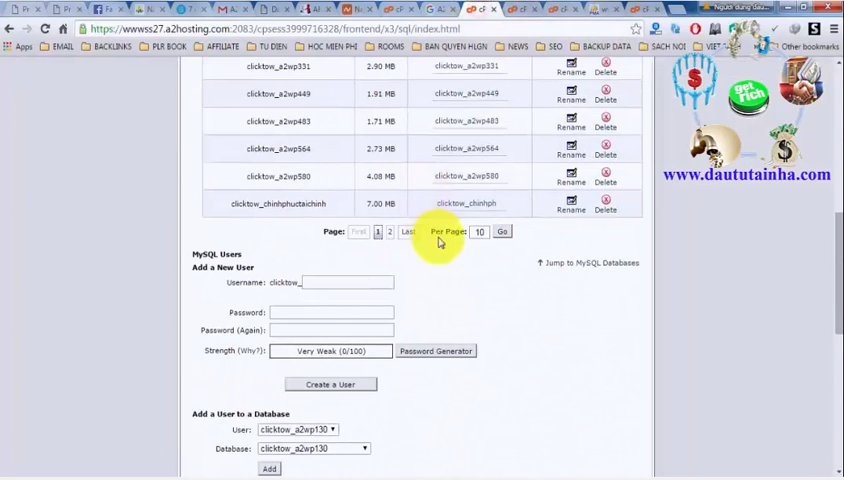 Người dùng đầu...
https://wwwss27.a2hosting.com:2083/cpsess3999716328/frontend/x3/sql/index.html
EMAIL BACKLINKS PLR BOOK AFFILIATE TU DIEN HOC MIEN PHI ROOTERS BAN QUYEN HLGN NEWS SEO BACKUP DATA SACH NOI Other bookmarks
clicktow_a2wp331 2.90 MB clicktow_a2wp331 Rename Delete
clicktow_a2wp449 1.91 MB clicktow_a2wp449 Rename Delete
clicktow_a2wp483 1.71 MB clicktow_a2wp483 Rename Delete
clicktow_a2wp564 2.73 MB clicktow_a2wp564 Rename Delete
clicktow_a2wp580 4.08 MB clicktow_a2wp580 Rename Delete
clicktow_chinhphuctaichinh 7.00 MB clicktow_chinhph Rename Delete
get rich
www.daututainha.com
Page: First 1 2 Last Per Page: 10 Go
MySQL Users
Jump to MySQL Databases
Add a New User
Username: clicktow_
Password:
Password (Again):
Strength (Why?): Very Weak (0/100) Password Generator
Create a User
Add a User to a Database
User: clicktow_a2wp130
Database: clicktow_a2wp130
Add